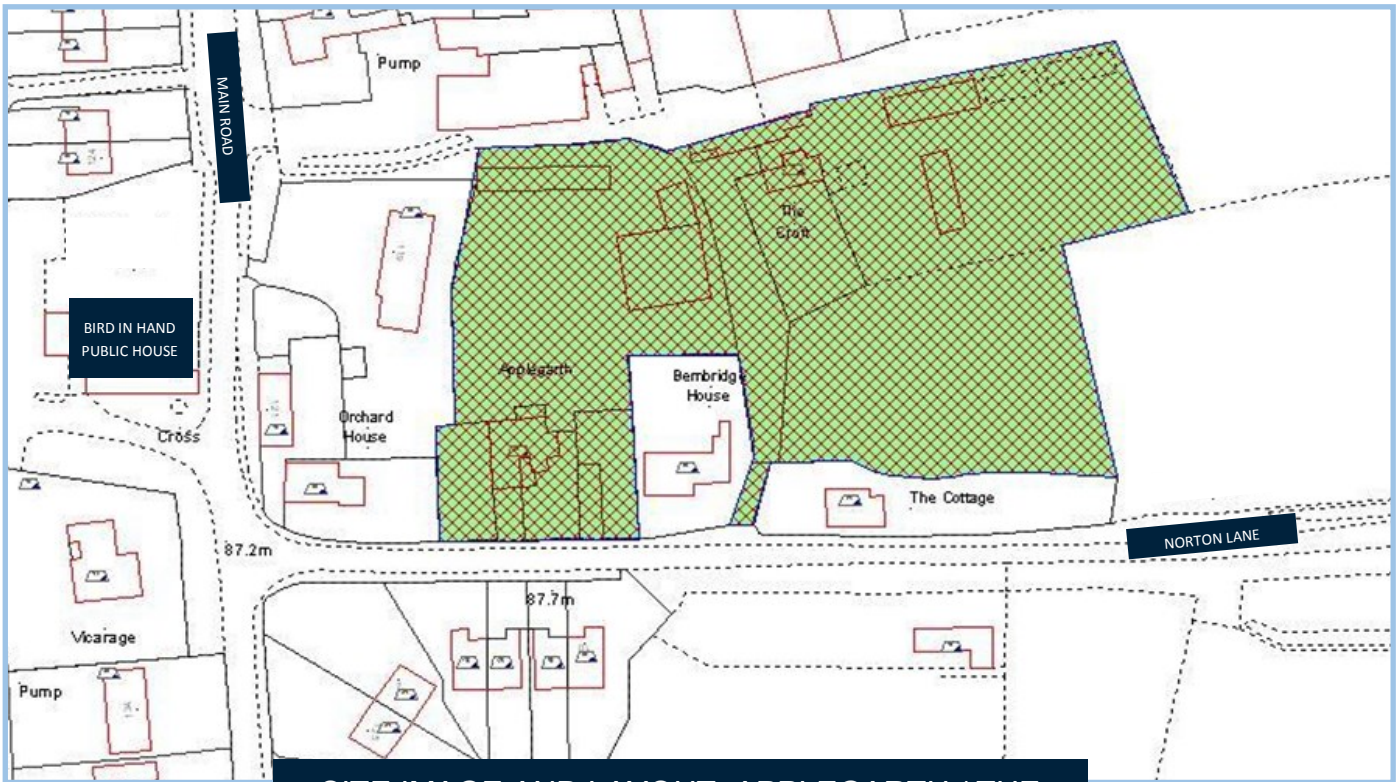 MAIN ROAD
Pump
The
Croft
BIRD IN HAND
PUBLIC HOUSE
Applegarth
Bembridge
House
Orchard
House
Cross
The Cottage
NORTON LANE
87.2m
87.7m
Vicarage
Pump